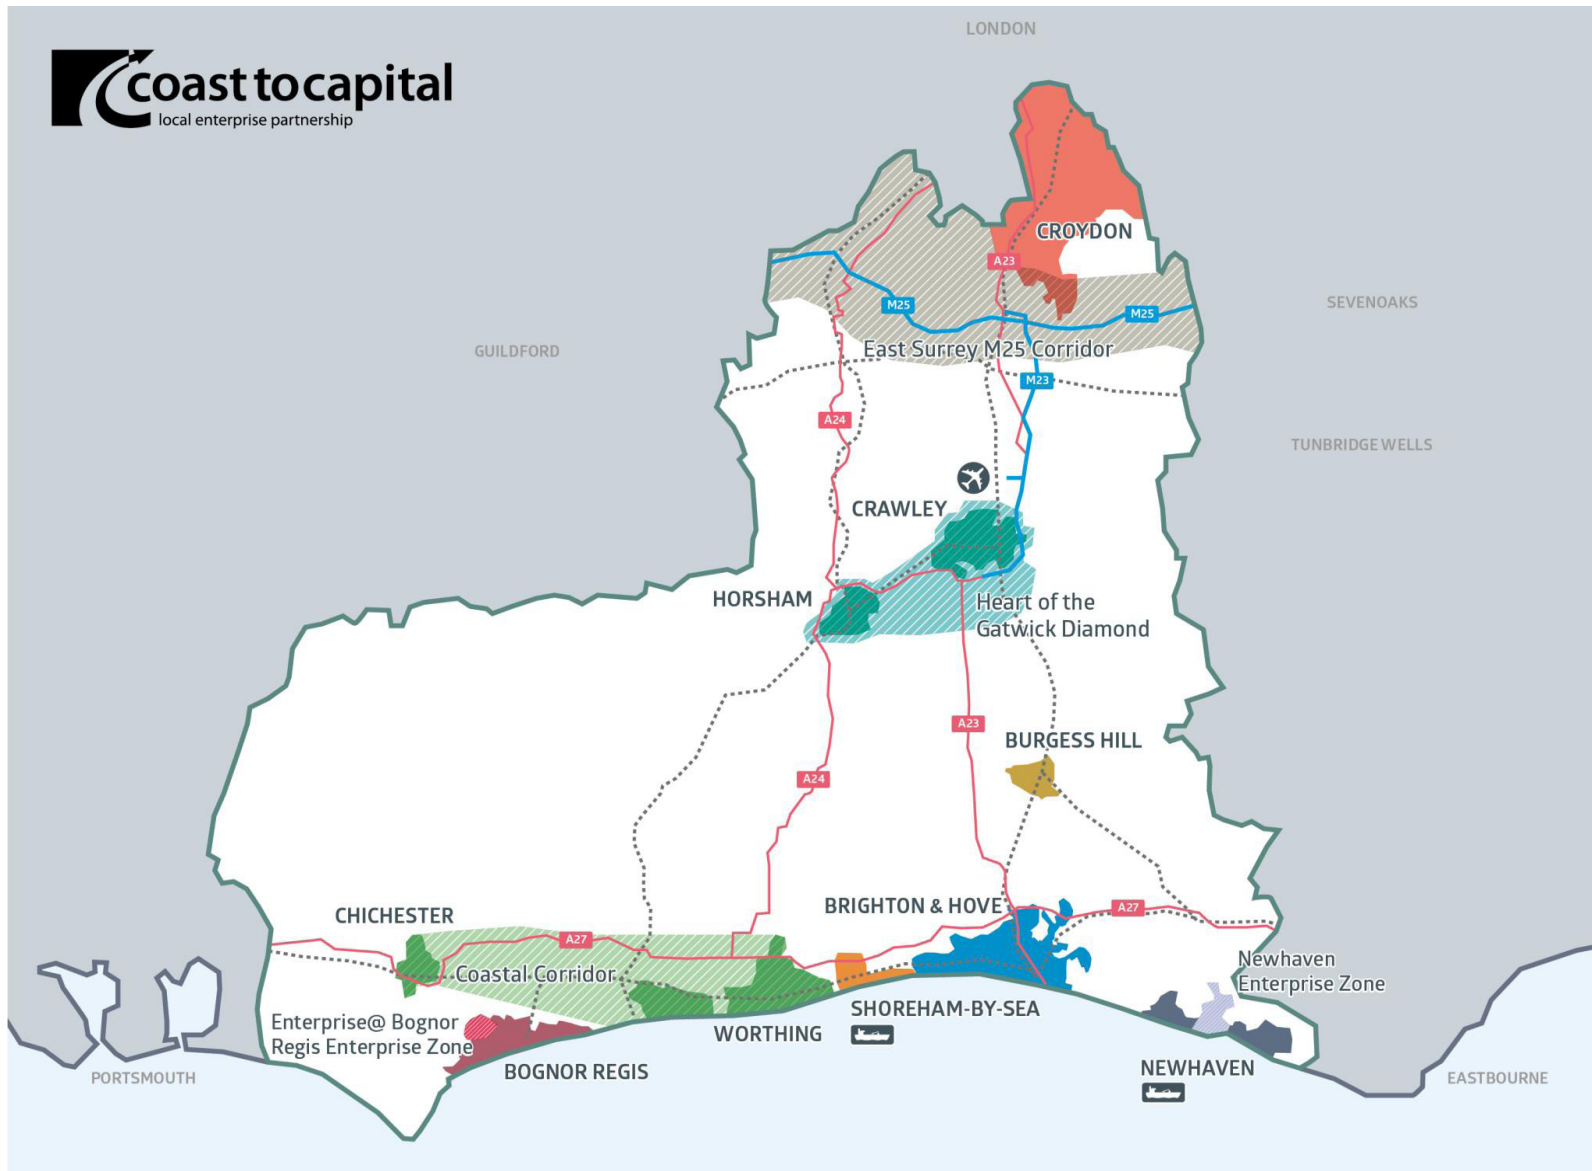 LONDON
coast to capital
local enterprise partnership
CROYDON
A23
M25
M25
SEVENOAKS
GUILDFORD
East Surrey M25 Corridor
M23
A24
TUNBRIDGE WELLS
CRAWLEY
HORSHAM
Heart of the
Gatwick Diamond
A23
BURGESS HILL
A24
BRIGHTON & HOVE
A27
CHICHESTER
A27
Coastal Corridor
Newhaven
Enterprise Zone
Enterprise@ Bognor
Regis Enterprise Zone
SHOREHAM-BY-SEA
WORTHING
BOGNOR REGIS
NEWHAVEN
PORTSMOUTH
EASTBOURNE